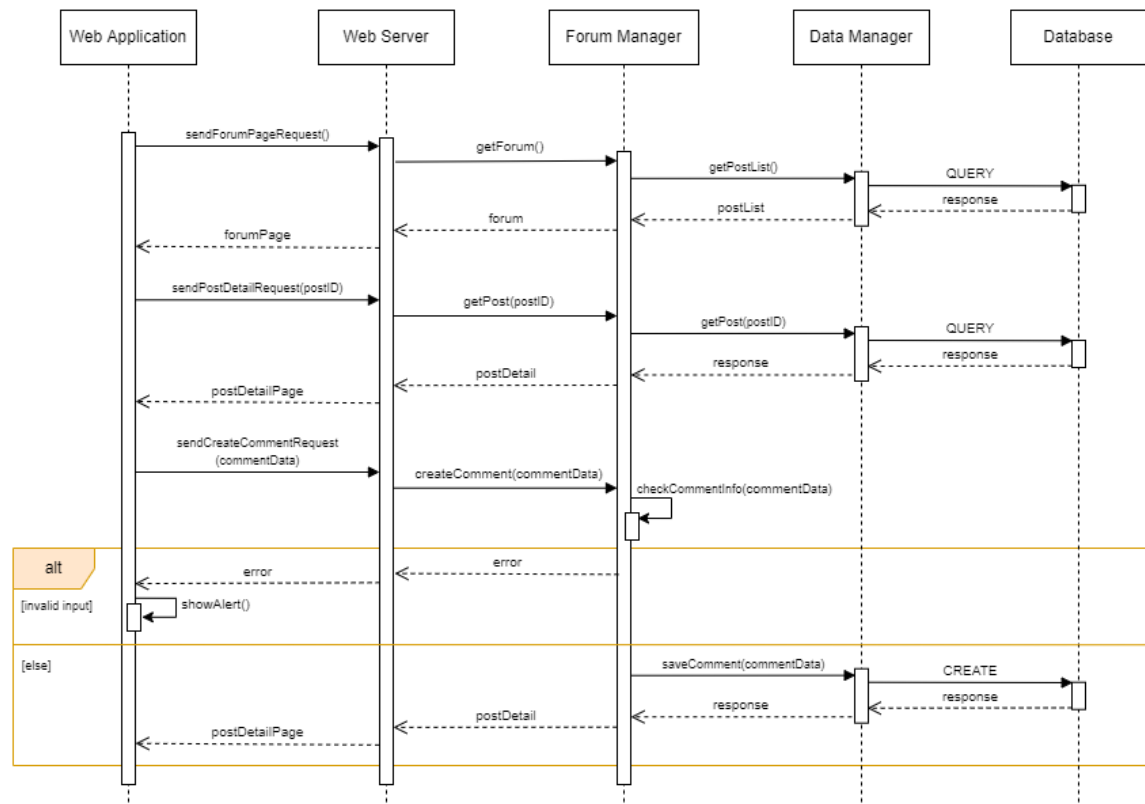 Web Application
Web Server
Forum Manager
Data Manager
Database
sendForumPageRequest()
getForum()
getPostList()
QUERY
response
postList
forum
forumPage
sendPostDetailRequest(postID)
getPost(postID)
getPost(postID)
QUERY
response
response
postDetail
postDetailPage
sendCreateCommentRequest
(commentData)
createComment(commentData)
checkCommentInfo(commentData)
alt
error
error
[invalid input]
showAlert()
[else]
saveComment(commentData)
CREATE
response
response
postDetail
postDetailPage